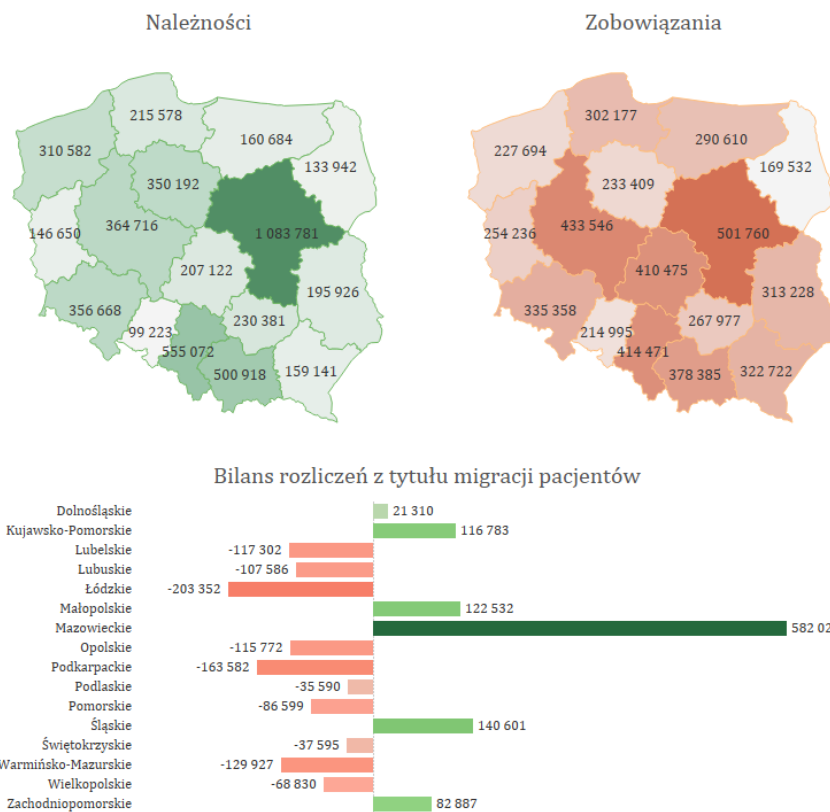 Należności Zobowiązania
215 578
302 177
160 684
290 610
310 582
227 694
133 942
169 532
350 192
233 409
364 716
433 546
146 650
254 236
1 083 781
501 760
207 122
410 475
195 926
313 228
356 668
335 358
230 381
267 977
99 223
214 995
555 072
414 471
500 918
378 385
159 141
322 722
Bilans rozliczeń z tytułu migracji pacjentów
Dolnośląskie 21 310
Kujawsko-Pomorskie 116 783
Lubelskie -117 302
Lubuskie -107 586
Łódzkie -203 352
Małopolskie 122 532
Mazowieckie 582 02
Opolskie -115 772
Podkarpackie -163 582
Podlaskie -35 590
Pomorskie -86 599
Śląskie 140 601
Świętokrzyskie -37 595
Warmińsko-Mazurskie -129 927
Wielkopolskie -68 830
Zachodniopomorskie 82 887